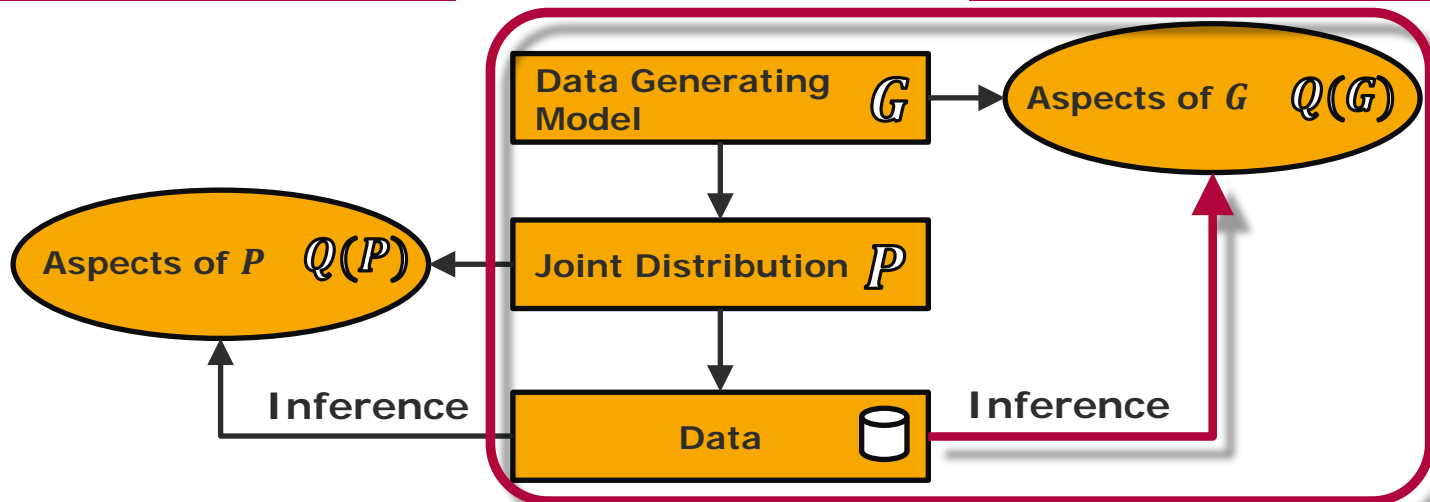 Data Generating
Model G
Aspects of G Q(G)
Aspects of P Q(P)
Joint Distribution P
Inference
Data
Inference